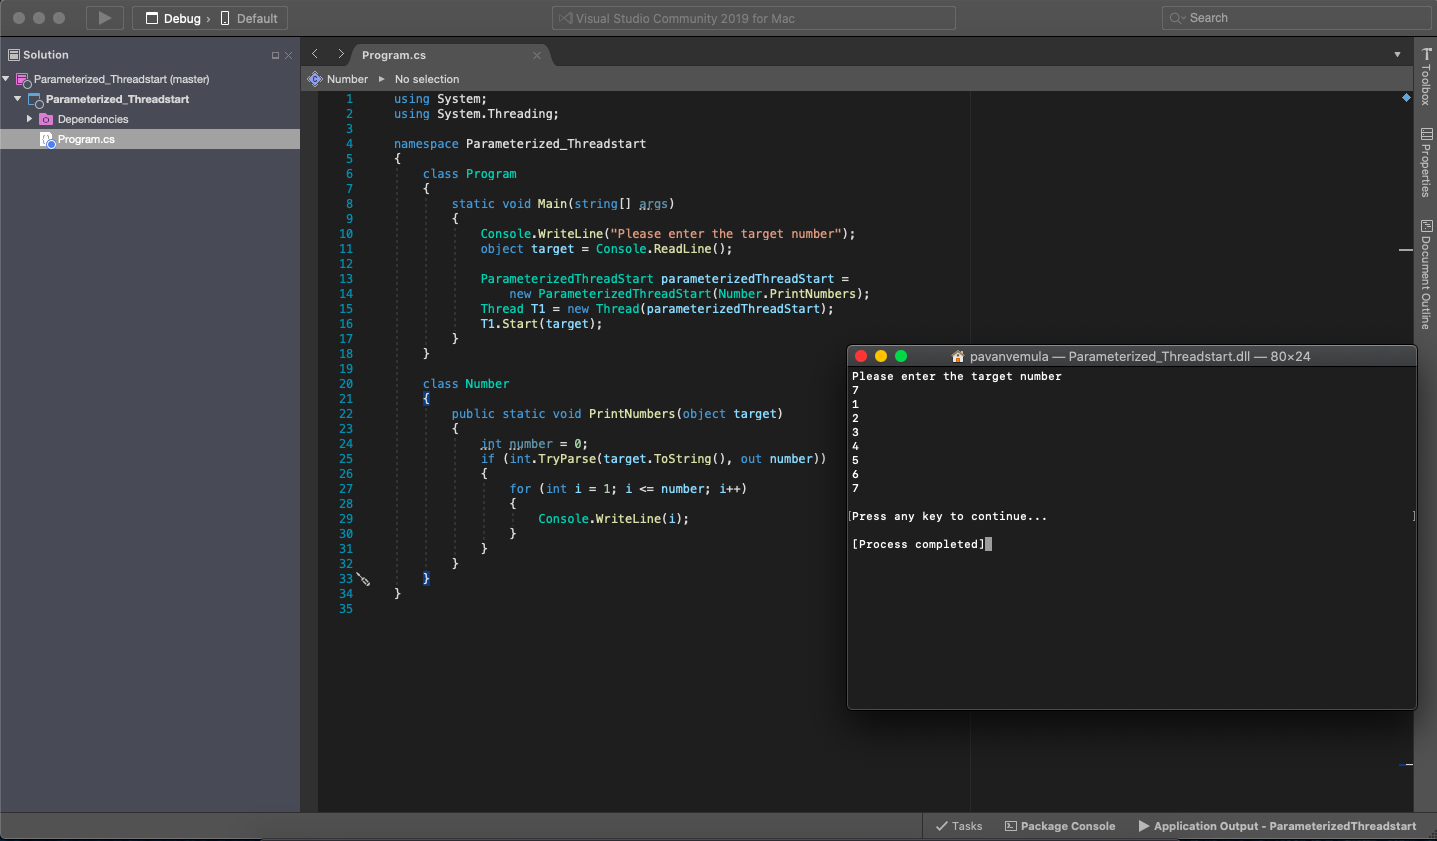 Debug › Default
Visual Studio Community 2019 for Mac
Search
Solution
Parameterized_Threadstart (master)
Parameterized_Threadstart
Dependencies
Program.cs
Program.cs
Number
No selection
1 using System;
2 using System.Threading;
3
4 namespace Parameterized_Threadstart
5 {
6 class Program
7 {
8 static void Main(string[] args)
9 {
10 Console.WriteLine("Please enter the target number");
11 object target = Console.ReadLine();
12
13 ParameterizedThreadStart parameterizedThreadStart =
14 new ParameterizedThreadStart(Number.PrintNumbers);
15 Thread T1 = new Thread(parameterizedThreadStart);
16 T1.Start(target);
17 }
18 }
19
20 class Number
21 {
22 public static void PrintNumbers(object target)
23 {
24 int number = 0;
25 if (int.TryParse(target.ToString(), out number))
26 {
27 for (int i = 1; i <= number; i++)
28 {
29 Console.WriteLine(i);
30 }
31 }
32 }
33 }
34 }
35
pavanvemula — Parameterized_Threadstart.dll — 80×24
Please enter the target number
7
1
2
3
4
5
6
7
[Press any key to continue... ]
[Process completed]
Toolbox
Properties
Document Outline
Tasks
Package Console
Application Output - ParameterizedThreadstart